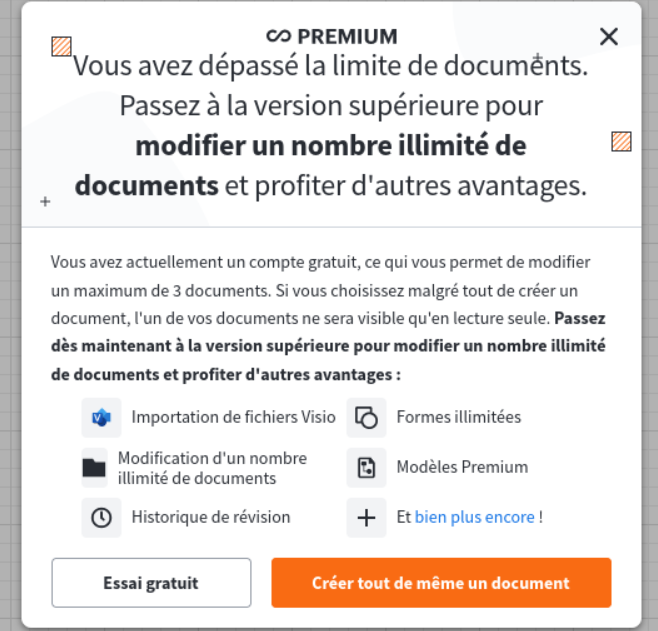 PREMIUM
Vous avez dépassé la limite de documents.
Passez à la version supérieure pour
modifier un nombre illimité de
documents et profiter d'autres avantages.
Vous avez actuellement un compte gratuit, ce qui vous permet de modifier
un maximum de 3 documents. Si vous choisissez malgré tout de créer un
document, l'un de vos documents ne sera visible qu'en lecture seule. Passez
dès maintenant à la version supérieure pour modifier un nombre illimité
de documents et profiter d'autres avantages :
Importation de fichiers Visio
Formes illimitées
Modification d'un nombre
illimité de documents
Modèles Premium
Historique de révision
Et bien plus encore !
Essai gratuit
Créer tout de même un document